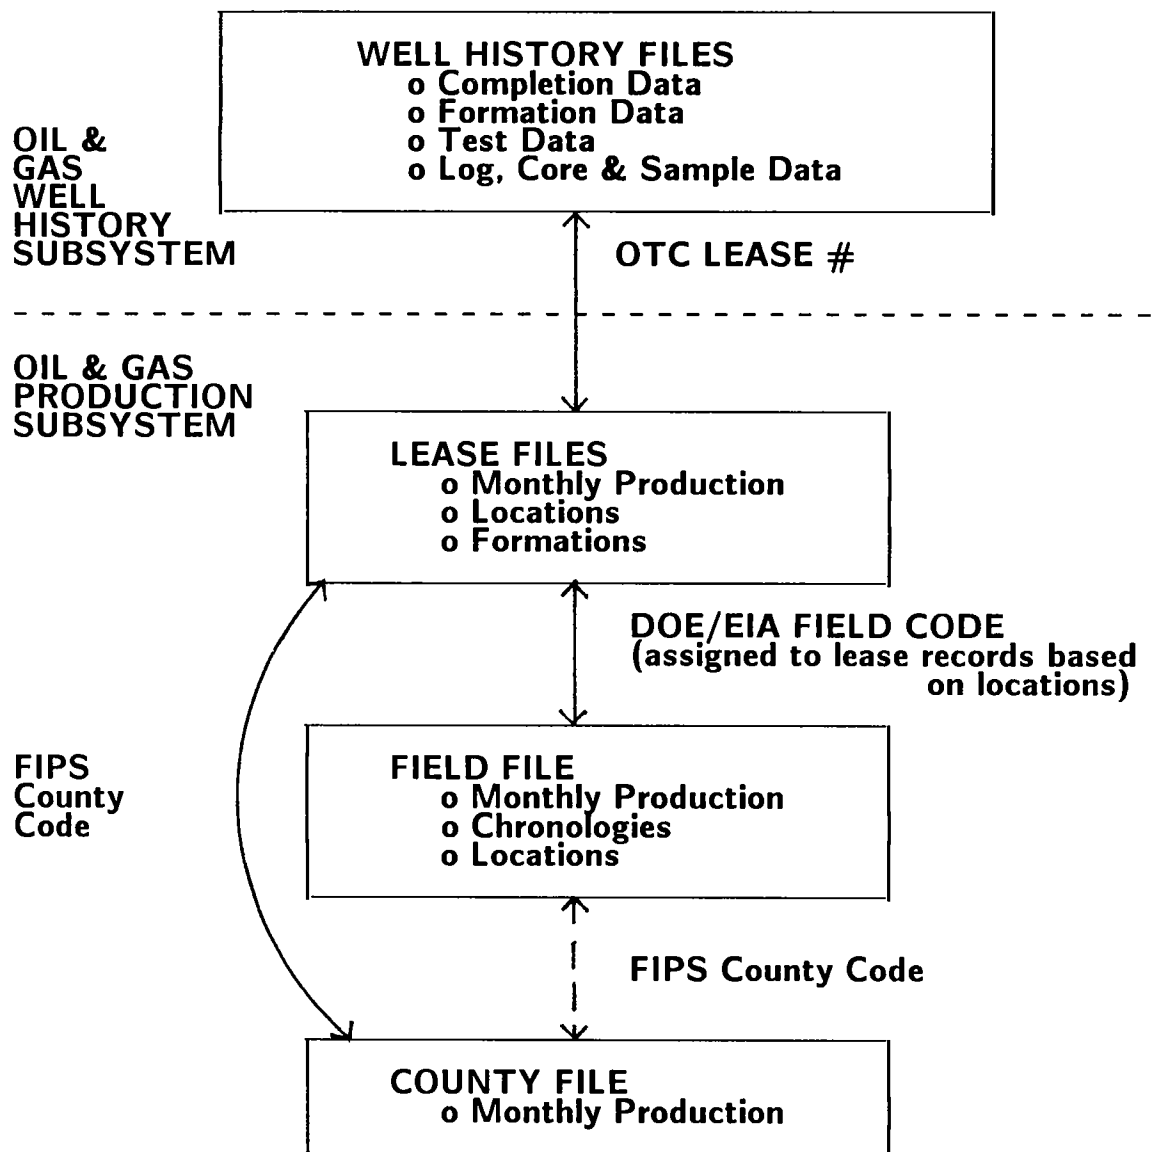 WELL HISTORY FILES
o Completion Data
o Formation Data
o Test Data
o Log, Core & Sample Data
OIL &
GAS
WELL
HISTORY
SUBSYSTEM
OTC LEASE #
OIL & GAS
PRODUCTION
SUBSYSTEM
LEASE FILES
o Monthly Production
o Locations
o Formations
DOE/EIA FIELD CODE
(assigned to lease records based
on locations)
FIPS
County
Code
FIELD FILE
o Monthly Production
o Chronologies
o Locations
FIPS County Code
COUNTY FILE
o Monthly Production